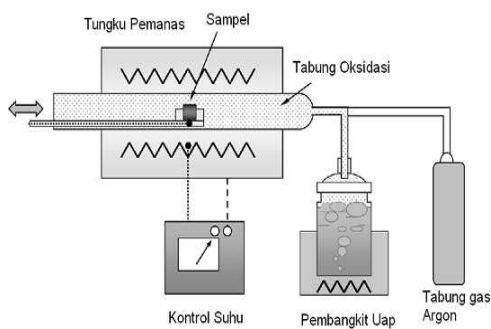 Tungku Pemanas
Sampel
Tabung Oksidasi
Kontrol Suhu
Pembangkit Uap
Tabung gas
Argon